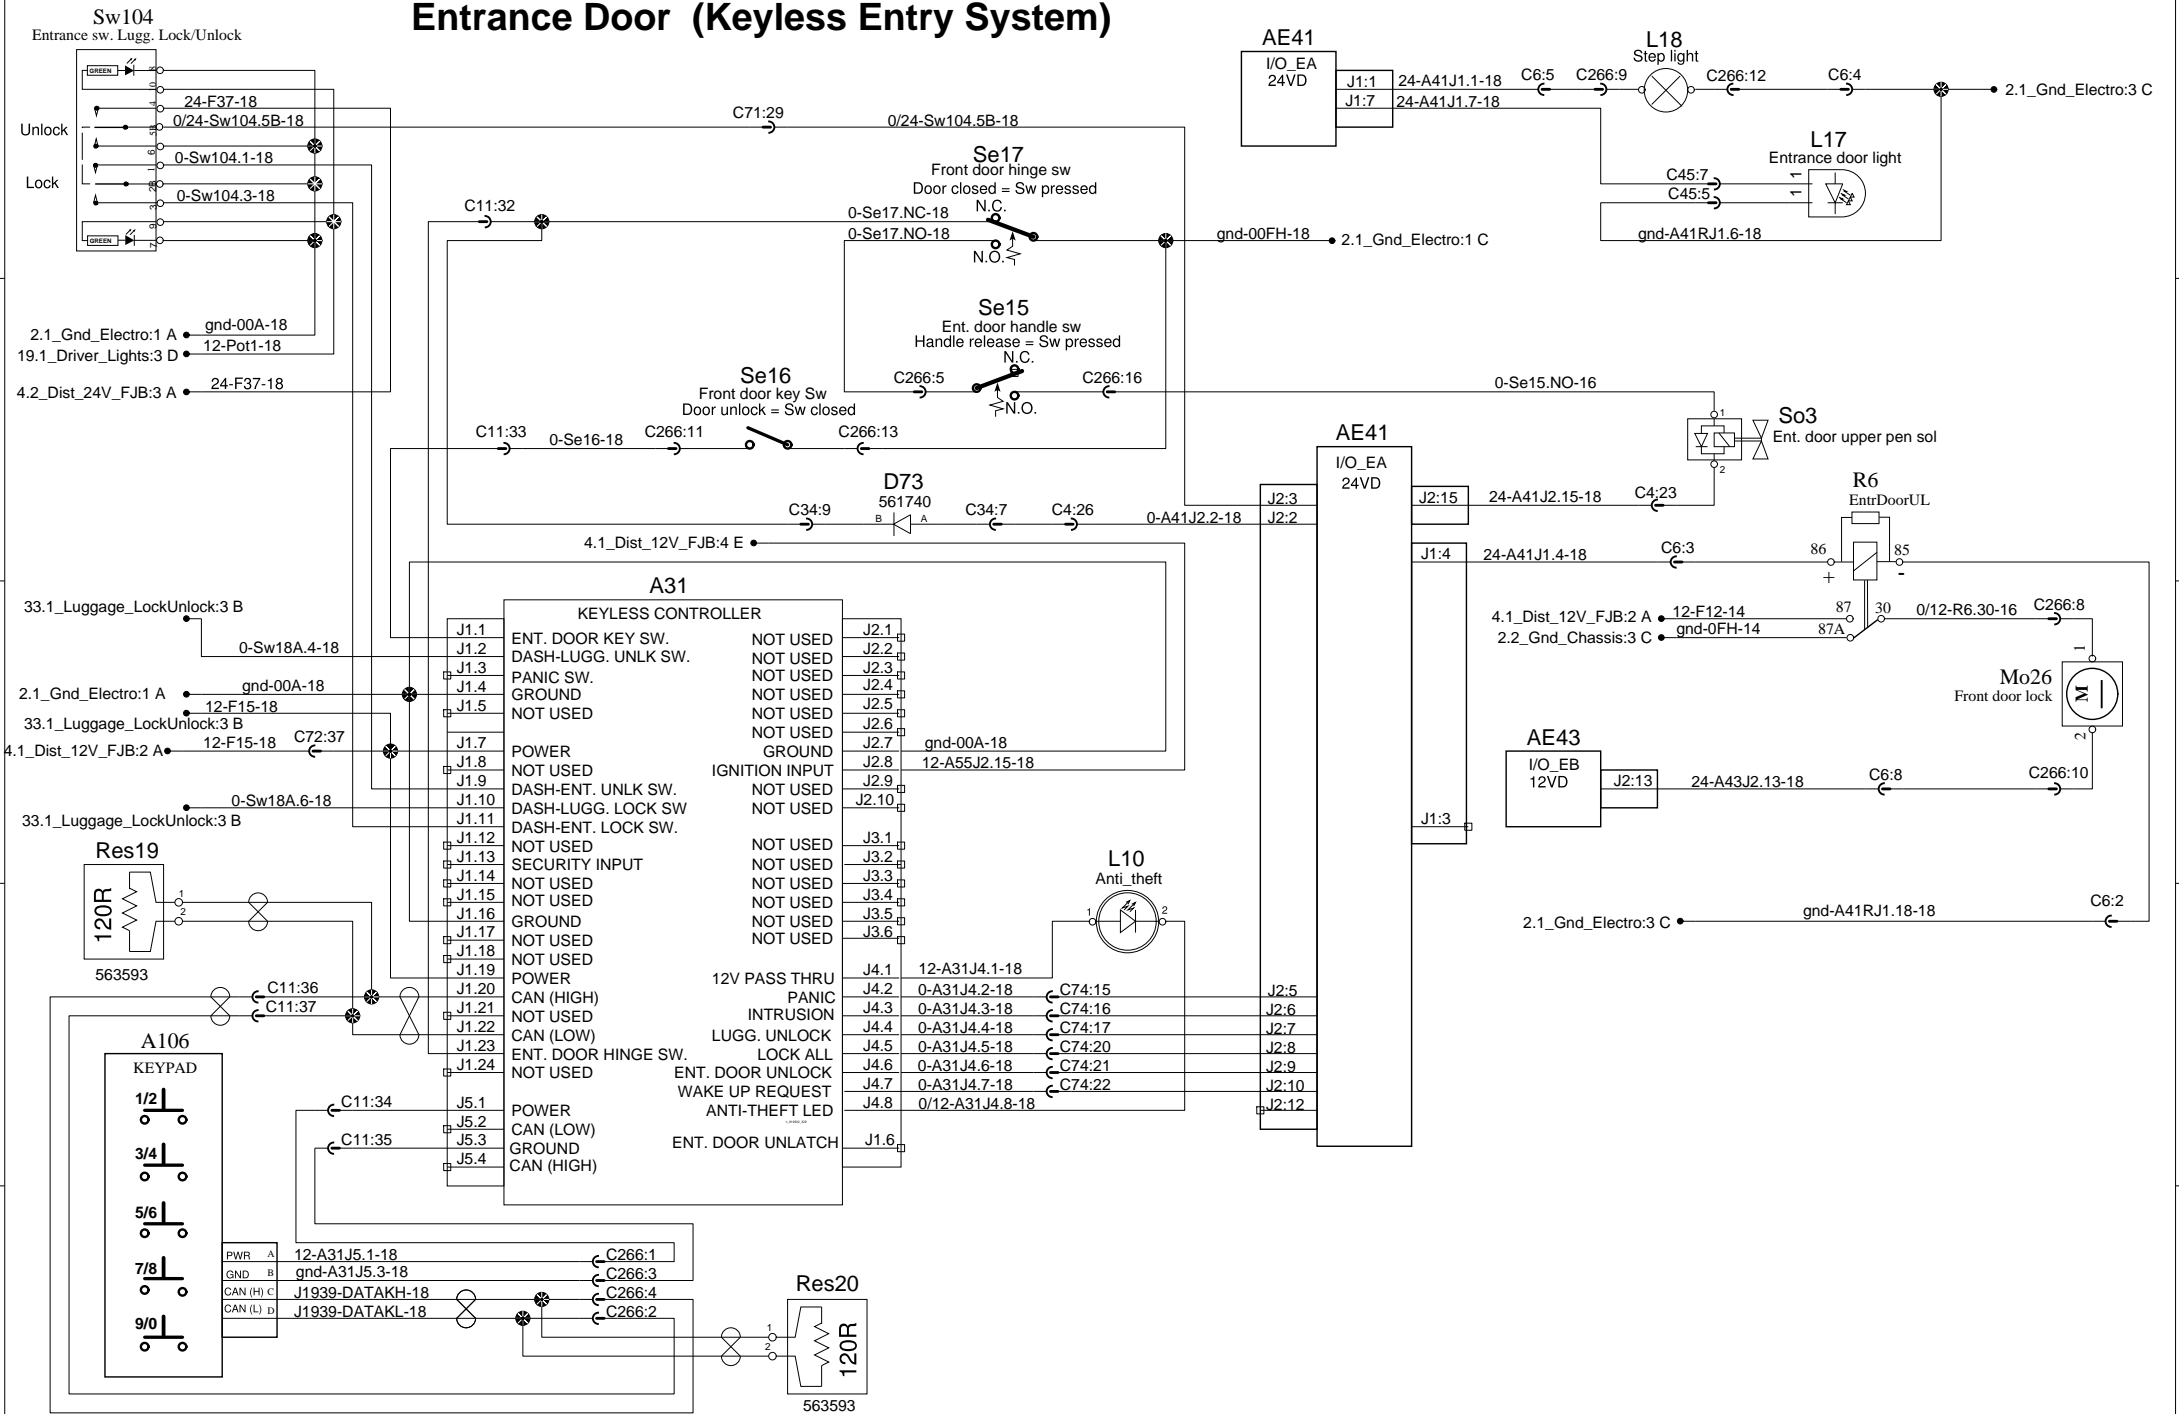 Entrance Door (Keyless Entry System)
Sw104
Entrance sw. Lugg. Lock/Unlock
GREEN
8
10
4
24-F37-18
Unlock
5B
0/24-Sw104.5B-18
C71:29
0/24-Sw104.5B-18
6
1
0-Sw104.1-18
Lock
2B
3
0-Sw104.3-18
9
GREEN
7
2.1_Gnd_Electro:1 A
gnd-00A-18
19.1_Driver_Lights:3 D
12-Pot1-18
4.2_Dist_24V_FJB:3 A
24-F37-18
AE41
I/O_EA
24VD
J1:1
24-A41J1.1-18
J1:7
24-A41J1.7-18
C6:5
C266:9
L18
Step light
C266:12
C6:4
2.1_Gnd_Electro:3 C
L17
Entrance door light
C45:7
1
C45:5
1
gnd-A41RJ1.6-18
Se17
Front door hinge sw
Door closed = Sw pressed
C11:32
0-Se17.NC-18
N.C.
0-Se17.NO-18
N.O.
gnd-00FH-18
2.1_Gnd_Electro:1 C
Se15
Ent. door handle sw
Handle release = Sw pressed
N.C.
C266:5
C266:16
N.O.
0-Se15.NO-16
Se16
Front door key Sw
Door unlock = Sw closed
C11:33
0-Se16-18
C266:11
C266:13
1
So3
Ent. door upper pen sol
2
D73
561740
C34:9
B
A
C34:7
C4:26
0-A41J2.2-18
4.1_Dist_12V_FJB:4 E
AE41
I/O_EA
24VD
J2:3
J2:2
J2:15
24-A41J2.15-18
C4:23
J1:4
24-A41J1.4-18
C6:3
R6
EntrDoorUL
86
85
+
-
4.1_Dist_12V_FJB:2 A
12-F12-14
87
30
0/12-R6.30-16
C266:8
2.2_Gnd_Chassis:3 C
gnd-0FH-14
87A
1
Mo26
Front door lock
M
2
AE43
I/O_EB
12VD
J2:13
24-A43J2.13-18
C6:8
C266:10
J1:3
2.1_Gnd_Electro:3 C
gnd-A41RJ1.18-18
C6:2
33.1_Luggage_LockUnlock:3 B
0-Sw18A.4-18
2.1_Gnd_Electro:1 A
gnd-00A-18
12-F15-18
33.1_Luggage_LockUnlock:3 B
4.1_Dist_12V_FJB:2 A
12-F15-18
C72:37
0-Sw18A.6-18
33.1_Luggage_LockUnlock:3 B
A31
KEYLESS CONTROLLER
J1.1 ENT. DOOR KEY SW.
J1.2 DASH-LUGG. UNLK SW.
J1.3 PANIC SW.
J1.4 GROUND
J1.5 NOT USED
J1.7 POWER
J1.8 NOT USED
J1.9 DASH-ENT. UNLK SW.
J1.10 DASH-LUGG. LOCK SW
J1.11 DASH-ENT. LOCK SW.
J1.12 NOT USED
J1.13 SECURITY INPUT
J1.14 NOT USED
J1.15 NOT USED
J1.16 GROUND
J1.17 NOT USED
J1.18 NOT USED
J1.19 POWER
J1.20 CAN (HIGH)
J1.21 NOT USED
J1.22 CAN (LOW)
J1.23 ENT. DOOR HINGE SW.
J1.24 NOT USED
J5.1 POWER
J5.2 CAN (LOW)
J5.3 GROUND
J5.4 CAN (HIGH)
NOT USED J2.1
NOT USED J2.2
NOT USED J2.3
NOT USED J2.4
NOT USED J2.5
NOT USED J2.6
GROUND J2.7 gnd-00A-18
IGNITION INPUT J2.8 12-A55J2.15-18
NOT USED J2.9
NOT USED J2.10
NOT USED J3.1
NOT USED J3.2
NOT USED J3.3
NOT USED J3.4
NOT USED J3.5
NOT USED J3.6
12V PASS THRU J4.1 12-A31J4.1-18
PANIC J4.2 0-A31J4.2-18 C74:15 J2:5
INTRUSION J4.3 0-A31J4.3-18 C74:16 J2:6
LUGG. UNLOCK J4.4 0-A31J4.4-18 C74:17 J2:7
LOCK ALL J4.5 0-A31J4.5-18 C74:20 J2:8
ENT. DOOR UNLOCK J4.6 0-A31J4.6-18 C74:21 J2:9
WAKE UP REQUEST J4.7 0-A31J4.7-18 C74:22 J2:10
ANTI-THEFT LED J4.8 0/12-A31J4.8-18 J2:12
ENT. DOOR UNLATCH J1.6
L10
Anti_theft
1
2
Res19
120R
1
2
563593
C11:36
C11:37
C11:34
C11:35
A106
KEYPAD
1/2
3/4
5/6
7/8
9/0
PWR A 12-A31J5.1-18 C266:1
GND B gnd-A31J5.3-18 C266:3
CAN (H) C J1939-DATAKH-18 C266:4
CAN (L) D J1939-DATAKL-18 C266:2
Res20
1
2
120R
563593